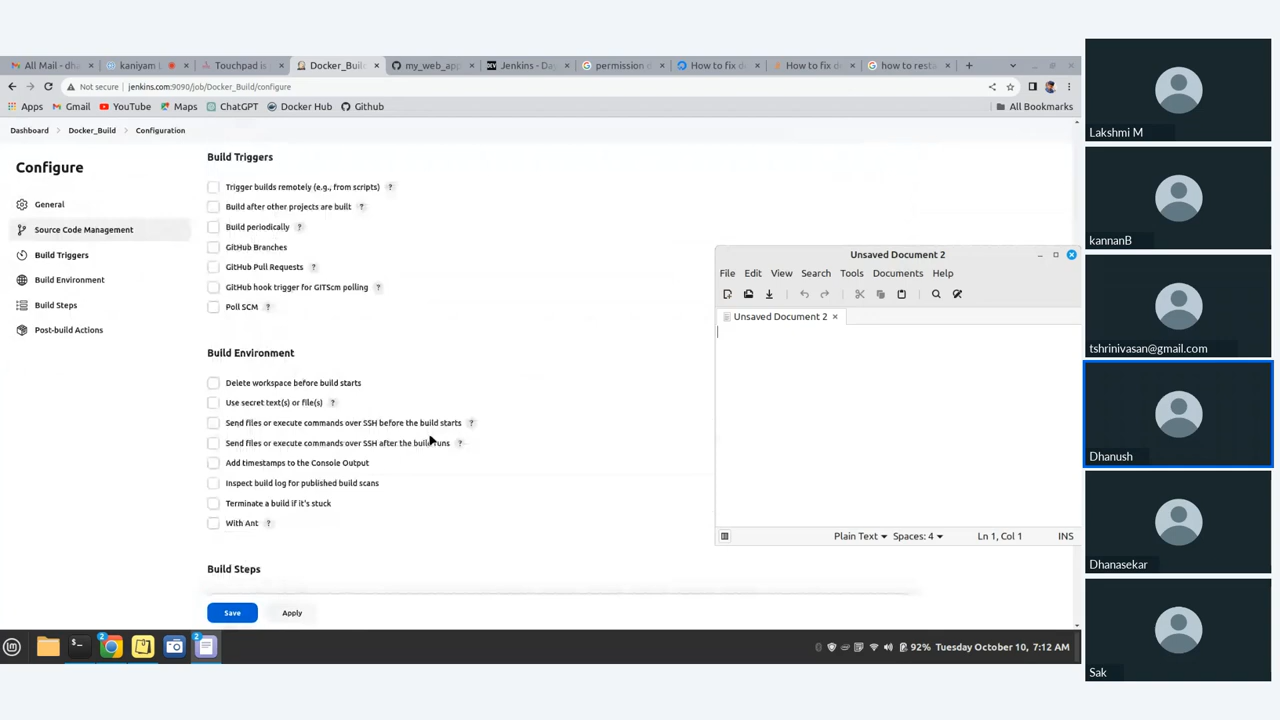 All Mail - dha
kaniyam L
Touchpad is
Docker_Buil
my_web_app
Jenkins - Day
permission d
How to fix do
How to fix do
how to resta
Not secure jenkins.com:9090/job/Docker_Build/configure
Apps Gmail YouTube Maps ChatGPT Docker Hub Github All Bookmarks
Dashboard > Docker_Build > Configuration
Configure
General
Source Code Management
Build Triggers
Build Environment
Build Steps
Post-build Actions
Build Triggers
Trigger builds remotely (e.g., from scripts) ?
Build after other projects are built ?
Build periodically ?
GitHub Branches
GitHub Pull Requests ?
GitHub hook trigger for GITScm polling ?
Poll SCM ?
Build Environment
Delete workspace before build starts
Use secret text(s) or file(s) ?
Send files or execute commands over SSH before the build starts ?
Send files or execute commands over SSH after the build runs ?
Add timestamps to the Console Output
Inspect build log for published build scans
Terminate a build if it's stuck
With Ant ?
Build Steps
Save Apply
Unsaved Document 2
File Edit View Search Tools Documents Help
Unsaved Document 2
Plain Text Spaces: 4 Ln 1, Col 1 INS
2 2
92% Tuesday October 10, 7:12 AM
Lakshmi M
kannanB
tshrinivasan@gmail.com
Dhanush
Dhanasekar
Sak